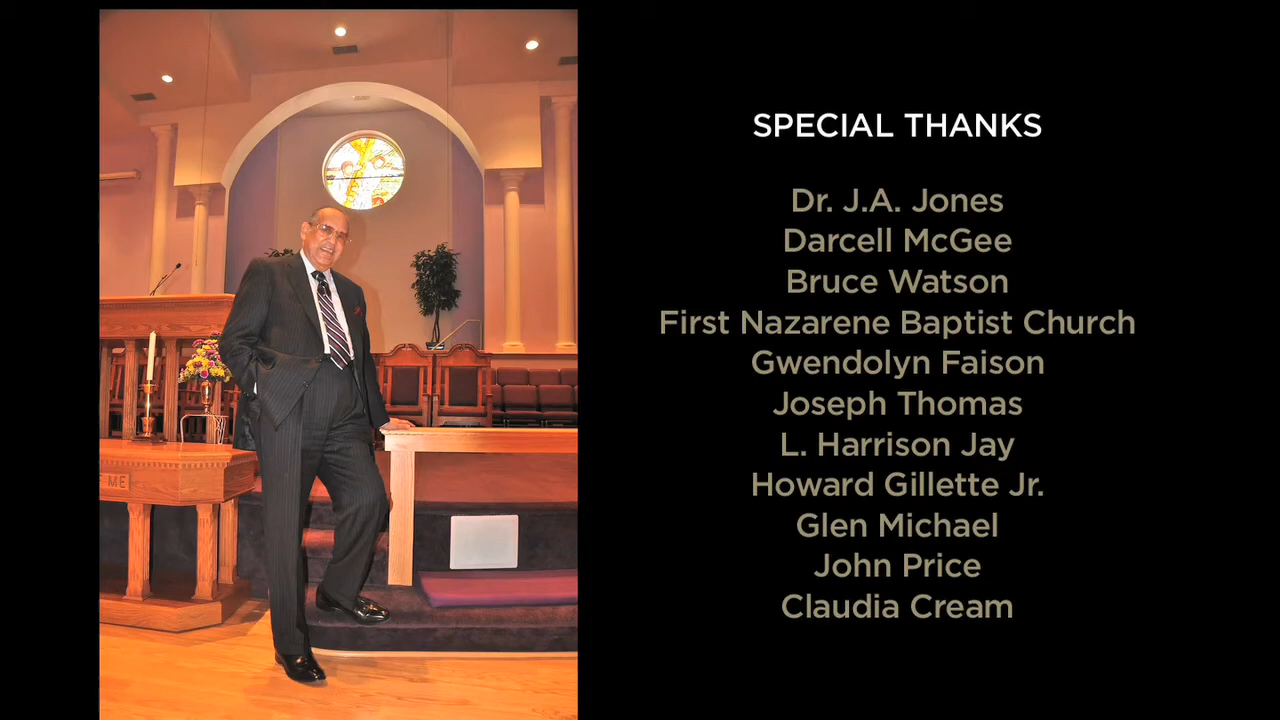 SPECIAL THANKS
Dr. J.A. Jones
Darcell McGee
Bruce Watson
First Nazarene Baptist Church
Gwendolyn Faison
Joseph Thomas
L. Harrison Jay
Howard Gillette Jr.
Glen Michael
John Price
Claudia Cream
ME